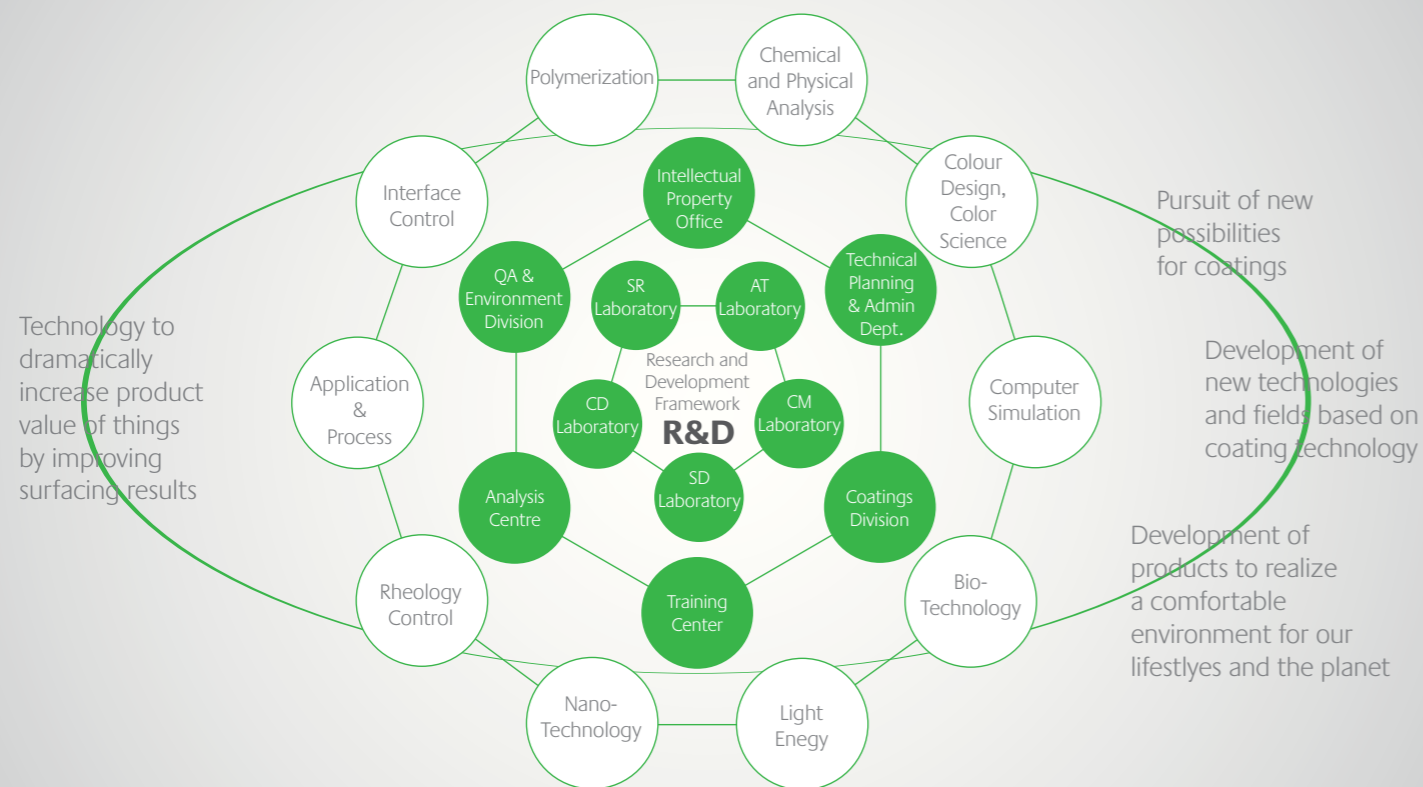 Polymerization
Chemical
and Physical
Analysis
Interface
Control
Colour
Design,
Color
Science
Intellectual
Property
Office
QA &
Environment
Division
Technical
Planning
& Admin
Dept.
SR
Laboratory
AT
Laboratory
Research and
Development
Framework
R&D
CD
Laboratory
CM
Laboratory
SD
Laboratory
Analysis
Centre
Coatings
Division
Training
Center
Application
&
Process
Computer
Simulation
Rheology
Control
Bio-
Technology
Nano-
Technology
Light
Enegy
Technology to
dramatically
increase product
value of things
by improving
surfacing results
Pursuit of new
possibilities
for coatings
Development of
new technologies
and fields based on
coating technology
Development of
products to realize
a comfortable
environment for our
lifestlyes and the planet